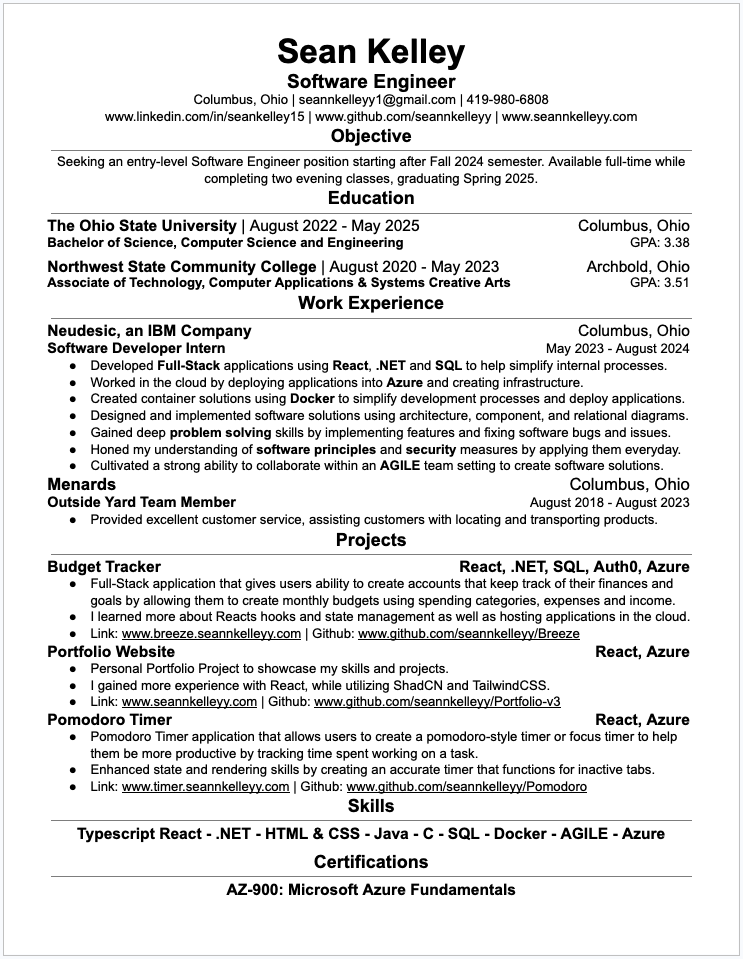 Sean Kelley
Software Engineer
Columbus, Ohio | seannkelleyy1@gmail.com | 419-980-6808
www.linkedin.com/in/seankelley15 | www.github.com/seannkelleyy | www.seannkelleyy.com
Objective
Seeking an entry-level Software Engineer position starting after Fall 2024 semester. Available full-time while
completing two evening classes, graduating Spring 2025.
Education
The Ohio State University | August 2022 - May 2025 Columbus, Ohio
Bachelor of Science, Computer Science and Engineering GPA: 3.38
Northwest State Community College | August 2020 - May 2023 Archbold, Ohio
Associate of Technology, Computer Applications & Systems Creative Arts GPA: 3.51
Work Experience
Neudesic, an IBM Company Columbus, Ohio
Software Developer Intern May 2023 - August 2024
● Developed Full-Stack applications using React, .NET and SQL to help simplify internal processes.
● Worked in the cloud by deploying applications into Azure and creating infrastructure.
● Created container solutions using Docker to simplify development processes and deploy applications.
● Designed and implemented software solutions using architecture, component, and relational diagrams.
● Gained deep problem solving skills by implementing features and fixing software bugs and issues.
● Honed my understanding of software principles and security measures by applying them everyday.
● Cultivated a strong ability to collaborate within an AGILE team setting to create software solutions.
Menards Columbus, Ohio
Outside Yard Team Member August 2018 - August 2023
● Provided excellent customer service, assisting customers with locating and transporting products.
Projects
Budget Tracker React, .NET, SQL, Auth0, Azure
● Full-Stack application that gives users ability to create accounts that keep track of their finances and
goals by allowing them to create monthly budgets using spending categories, expenses and income.
● I learned more about Reacts hooks and state management as well as hosting applications in the cloud.
● Link: www.breeze.seannkelleyy.com | Github: www.github.com/seannkelleyy/Breeze
Portfolio Website React, Azure
● Personal Portfolio Project to showcase my skills and projects.
● I gained more experience with React, while utilizing ShadCN and TailwindCSS.
● Link: www.seannkelleyy.com | Github: www.github.com/seannkelleyy/Portfolio-v3
Pomodoro Timer React, Azure
● Pomodoro Timer application that allows users to create a pomodoro-style timer or focus timer to help
them be more productive by tracking time spent working on a task.
● Enhanced state and rendering skills by creating an accurate timer that functions for inactive tabs.
● Link: www.timer.seannkelleyy.com | Github: www.github.com/seannkelleyy/Pomodoro
Skills
Typescript React - .NET - HTML & CSS - Java - C - SQL - Docker - AGILE - Azure
Certifications
AZ-900: Microsoft Azure Fundamentals